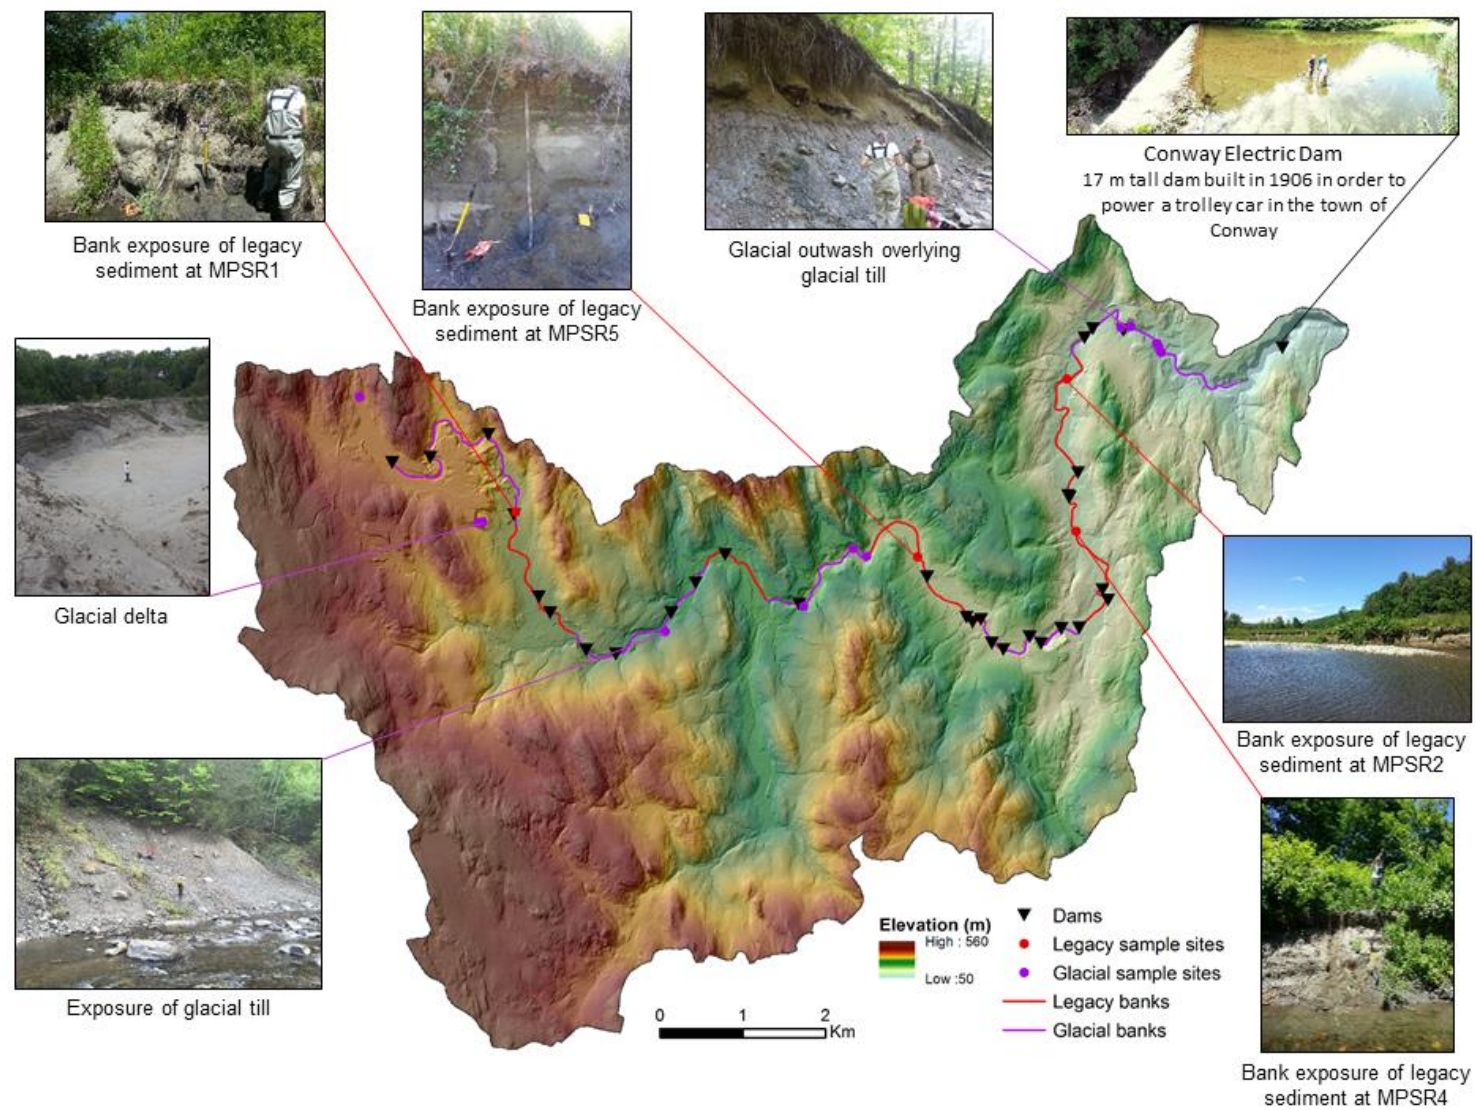 Bank exposure of legacy
sediment at MPSR1
Bank exposure of legacy
sediment at MPSR5
Glacial outwash overlying
glacial till
Conway Electric Dam
17 m tall dam built in 1906 in order to
power a trolley car in the town of
Conway
Glacial delta
Exposure of glacial till
Bank exposure of legacy
sediment at MPSR2
Bank exposure of legacy
sediment at MPSR4
Elevation (m)
High : 560
Low :50
Dams
Legacy sample sites
Glacial sample sites
Legacy banks
Glacial banks
0 1 2
Km